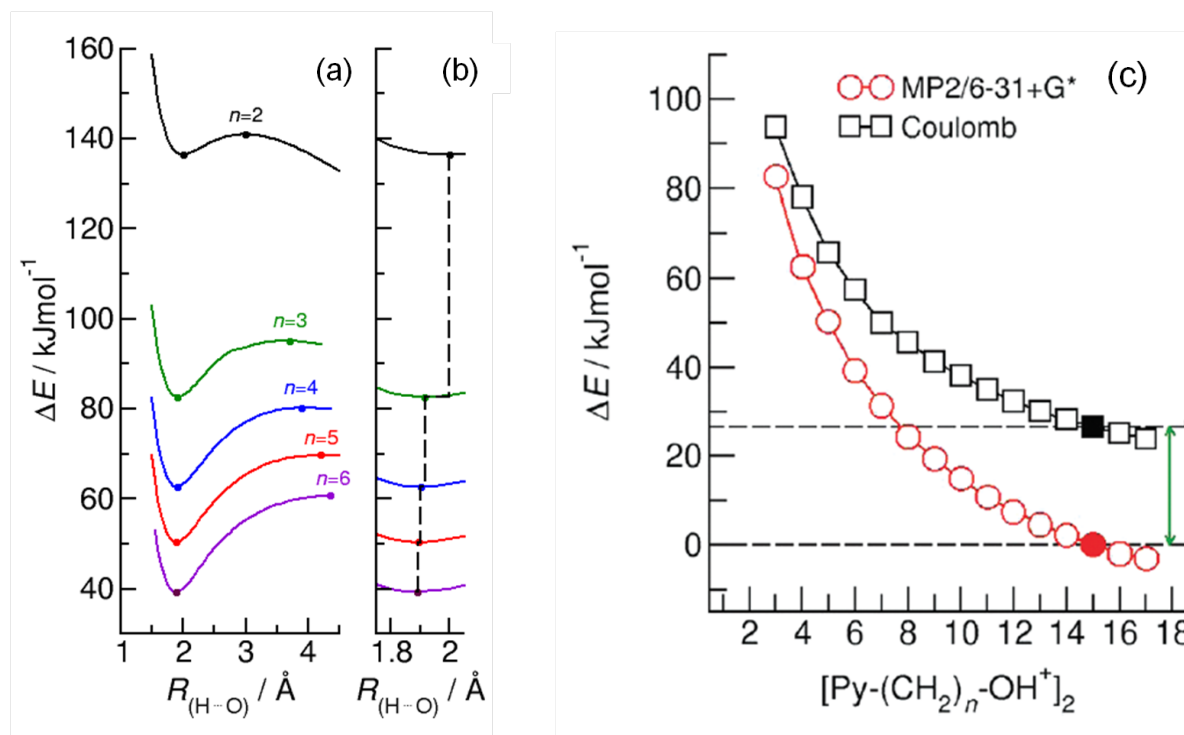 (a)
(b)
160
140
120
100
80
60
40
ΔE / kJmol⁻¹
n=2
n=3
n=4
n=5
n=6
1 2 3 4
1.8 2
R(H···O) / Å
R(H···O) / Å
(c)
MP2/6-31+G*
Coulomb
100
80
60
40
20
0
ΔE / kJmol⁻¹
2 4 6 8 10 12 14 16 18
[Py-(CH₂)ₙ-OH⁺]₂